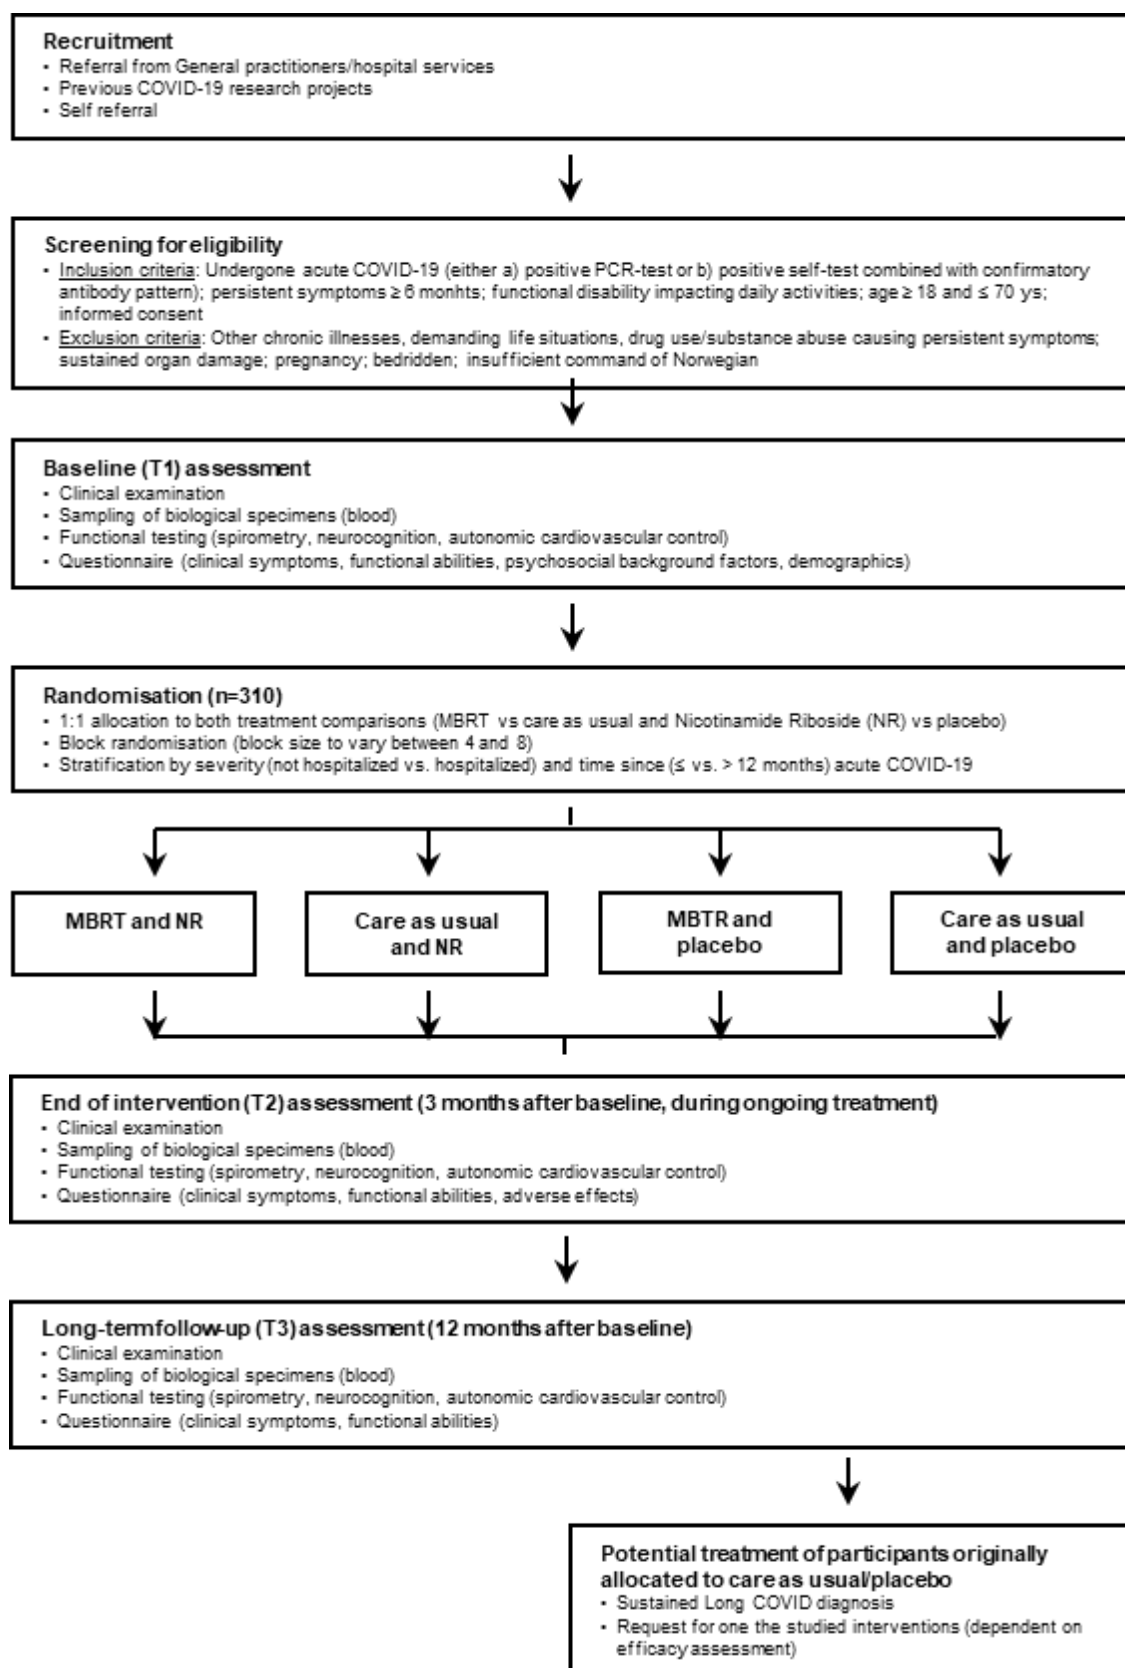 Recruitment
▪ Referral from General practitioners/hospital services
▪ Previous COVID-19 research projects
▪ Self referral
Screening for eligibility
▪ Inclusion criteria: Undergone acute COVID-19 (either a) positive PCR-test or b) positive self-test combined with confirmatory
antibody pattern); persistent symptoms ≥ 6 monhts; functional disability impacting daily activities; age ≥ 18 and ≤ 70 ys;
informed consent
▪ Exclusion criteria: Other chronic illnesses, demanding life situations, drug use/substance abuse causing persistent symptoms;
sustained organ damage; pregnancy; bedridden; insufficient command of Norwegian
Baseline (T1) assessment
▪ Clinical examination
▪ Sampling of biological specimens (blood)
▪ Functional testing (spirometry, neurocognition, autonomic cardiovascular control)
▪ Questionnaire (clinical symptoms, functional abilities, psychosocial background factors, demographics)
Randomisation (n=310)
▪ 1:1 allocation to both treatment comparisons (MBRT vs care as usual and Nicotinamide Riboside (NR) vs placebo)
▪ Block randomisation (block size to vary between 4 and 8)
▪ Stratification by severity (not hospitalized vs. hospitalized) and time since (≤ vs. > 12 months) acute COVID-19
MBRT and NR
Care as usual
and NR
MBTR and
placebo
Care as usual
and placebo
End of intervention (T2) assessment (3 months after baseline, during ongoing treatment)
▪ Clinical examination
▪ Sampling of biological specimens (blood)
▪ Functional testing (spirometry, neurocognition, autonomic cardiovascular control)
▪ Questionnaire (clinical symptoms, functional abilities, adverse effects)
Long-term follow-up (T3) assessment (12 months after baseline)
▪ Clinical examination
▪ Sampling of biological specimens (blood)
▪ Functional testing (spirometry, neurocognition, autonomic cardiovascular control)
▪ Questionnaire (clinical symptoms, functional abilities)
Potential treatment of participants originally
allocated to care as usual/placebo
▪ Sustained Long COVID diagnosis
▪ Request for one the studied interventions (dependent on
efficacy assessment)